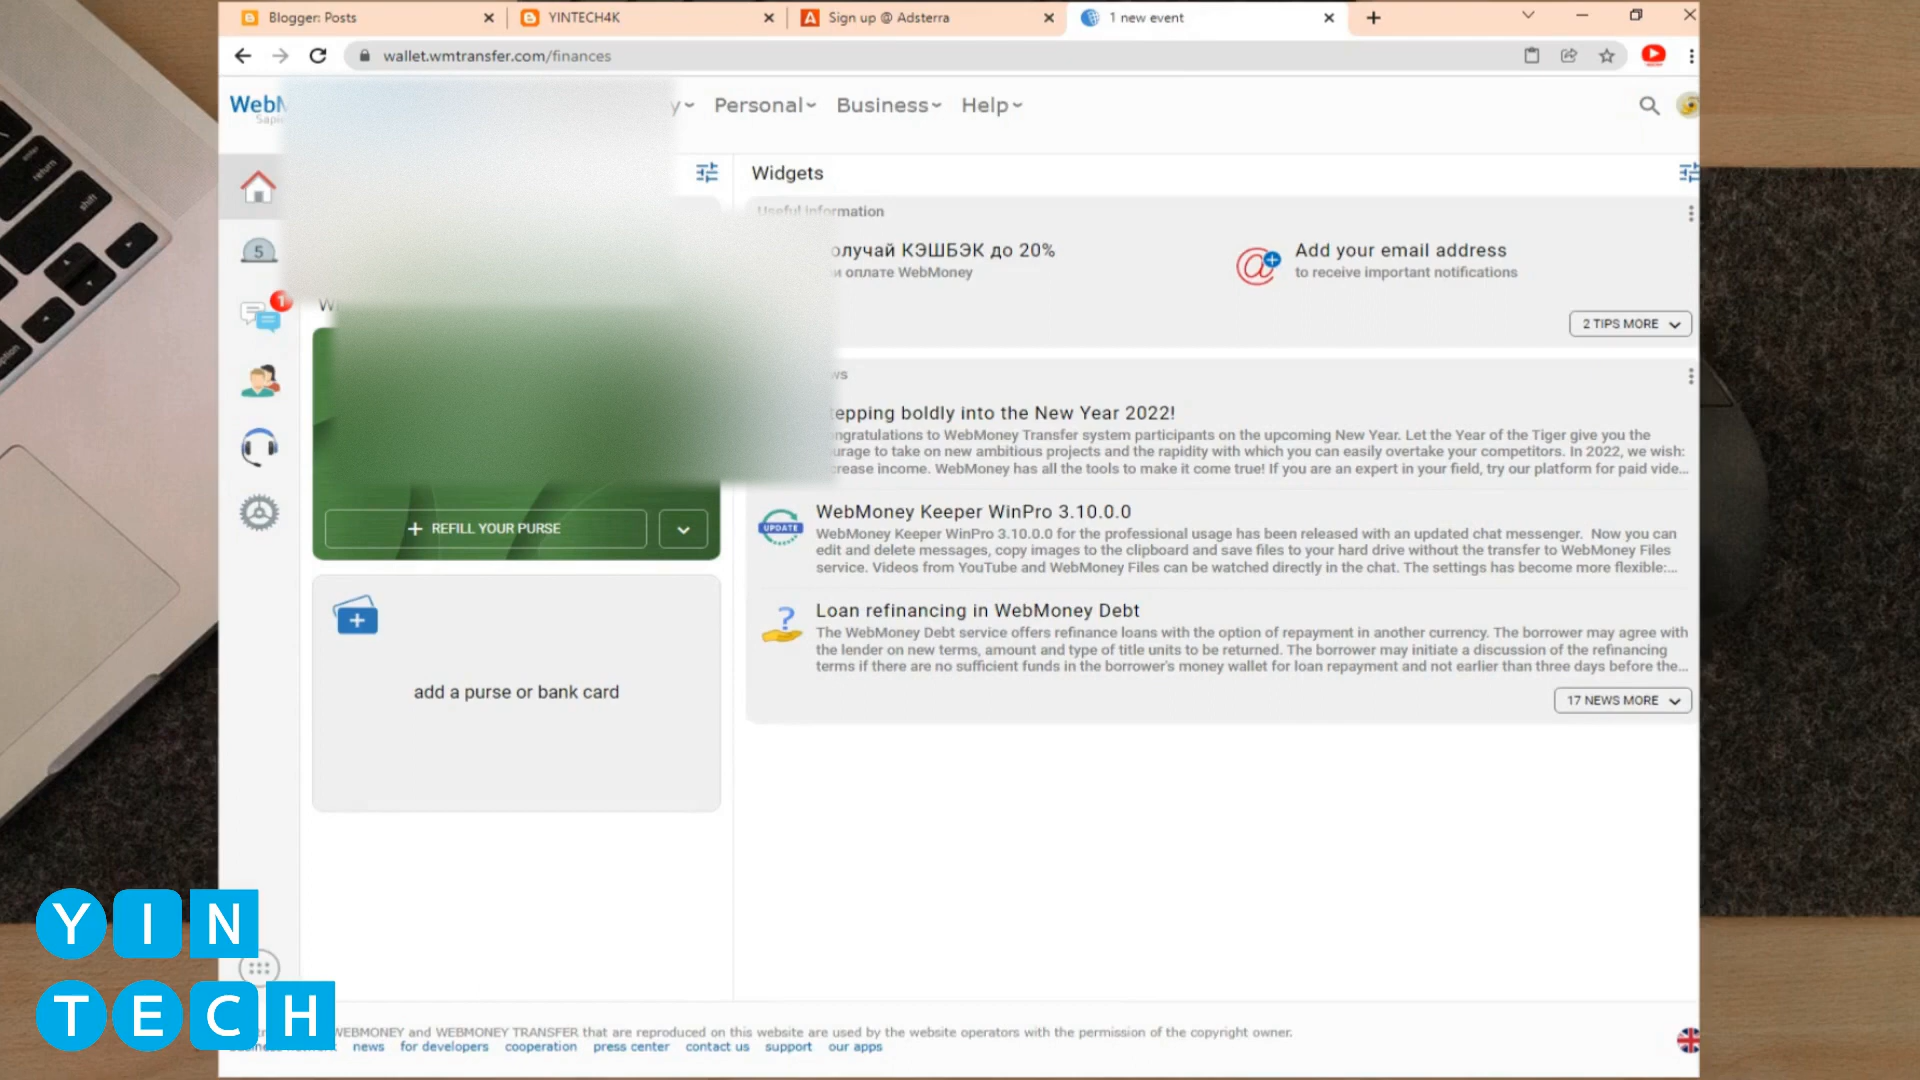 Blogger: Posts
YINTECH4K
Sign up @ Adsterra
1 new event
wallet.wmtransfer.com/finances
Personal
Business
Help
Widgets
Useful information
олучай КЭШБЭК до 20%
и оплате WebMoney
Add your email address
to receive important notifications
2 TIPS MORE
5
1
tepping boldly into the New Year 2022!
ngratulations to WebMoney Transfer system participants on the upcoming New Year. Let the Year of the Tiger give you the
urage to take on new ambitious projects and the rapidity with which you can easily overtake your competitors. In 2022, we wish:
rease income. WebMoney has all the tools to make it come true! If you are an expert in your field, try our platform for paid vide...
UPDATE
WebMoney Keeper WinPro 3.10.0.0
WebMoney Keeper WinPro 3.10.0.0 for the professional usage has been released with an updated chat messenger. Now you can
edit and delete messages, copy images to the clipboard and save files to your hard drive without the transfer to WebMoney Files
service. Videos from YouTube and WebMoney Files can be watched directly in the chat. The settings has become more flexible:...
Loan refinancing in WebMoney Debt
The WebMoney Debt service offers refinance loans with the option of repayment in another currency. The borrower may agree with
the lender on new terms, amount and type of title units to be returned. The borrower may initiate a discussion of the refinancing
terms if there are no sufficient funds in the borrower's money wallet for loan repayment and not earlier than three days before the...
17 NEWS MORE
+ REFILL YOUR PURSE
add a purse or bank card
YIN
TECH
WEBMONEY and WEBMONEY TRANSFER that are reproduced on this website are used by the website operators with the permission of the copyright owner.
news for developers cooperation press center contact us support our apps
return
shift
option